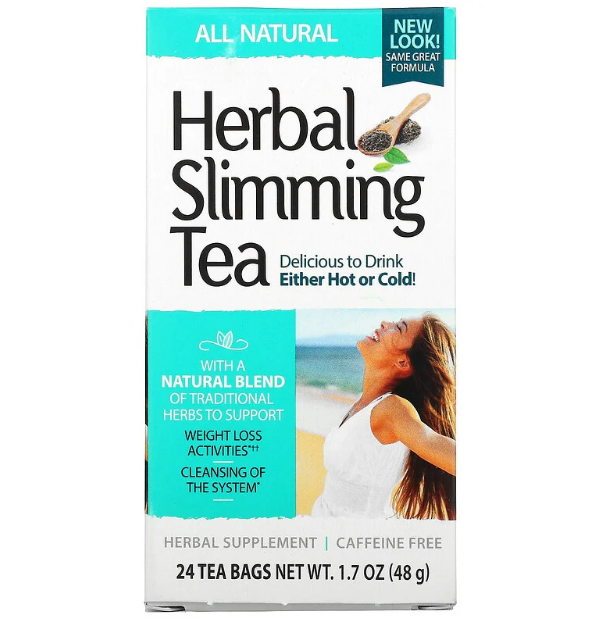 ALL NATURAL
NEW
LOOK!
SAME GREAT
FORMULA
Herbal
Slimming
Tea
Delicious to Drink
Either Hot or Cold!
WITH A
NATURAL BLEND
OF TRADITIONAL
HERBS TO SUPPORT
WEIGHT LOSS
ACTIVITIES*††
CLEANSING OF
THE SYSTEM*
HERBAL SUPPLEMENT | CAFFEINE FREE
24 TEA BAGS NET WT. 1.7 OZ (48 g)